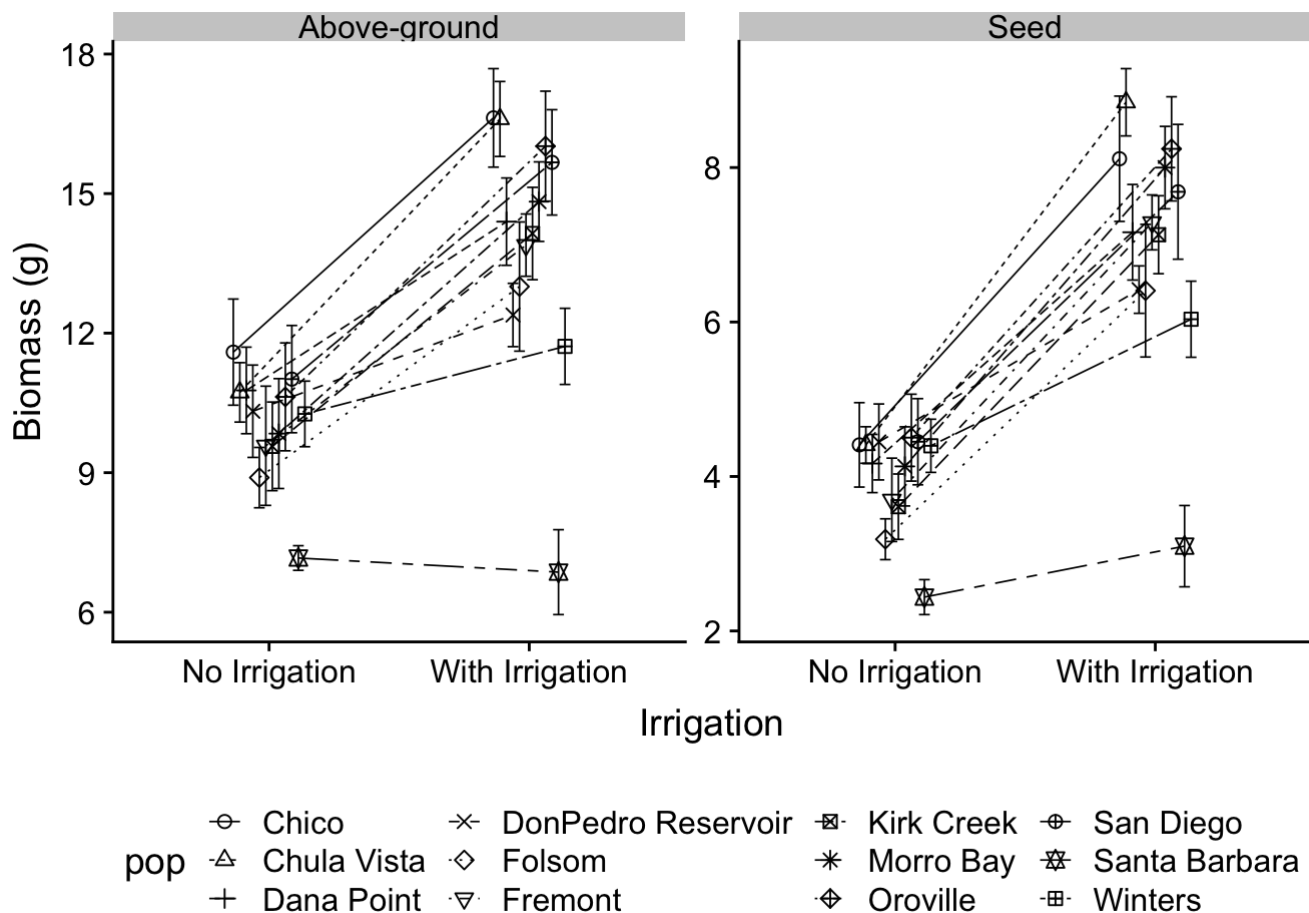 Above-ground
Seed
Biomass (g)
18
15
12
9
6
8
6
4
2
No Irrigation
With Irrigation
No Irrigation
With Irrigation
Irrigation
pop
Chico
DonPedro Reservoir
Kirk Creek
San Diego
Chula Vista
Folsom
Morro Bay
Santa Barbara
Dana Point
Fremont
Oroville
Winters